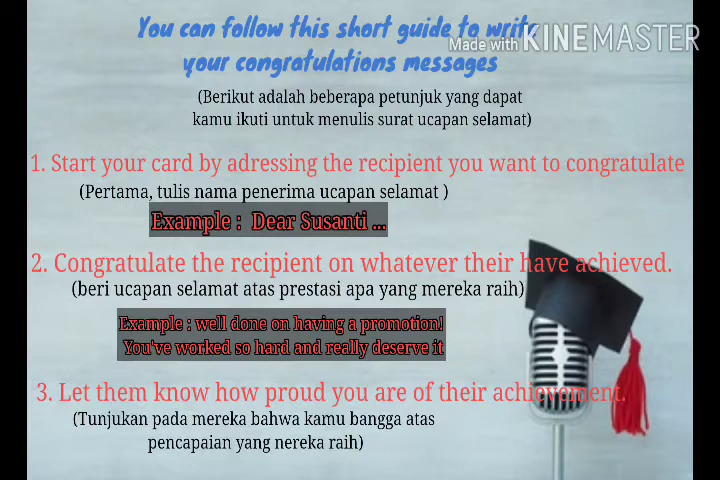 You can follow this short guide to write
Made with KINEMASTER
your congratulations messages
(Berikut adalah beberapa petunjuk yang dapat
kamu ikuti untuk menulis surat ucapan selamat)
1. Start your card by adressing the recipient you want to congratulate
(Pertama, tulis nama penerima ucapan selamat )
Example : Dear Susanti ...
2. Congratulate the recipient on whatever their have achieved.
(beri ucapan selamat atas prestasi apa yang mereka raih)
Example : well done on having a promotion!
You've worked so hard and really deserve it
3. Let them know how proud you are of their achievement.
(Tunjukan pada mereka bahwa kamu bangga atas
pencapaian yang nereka raih)